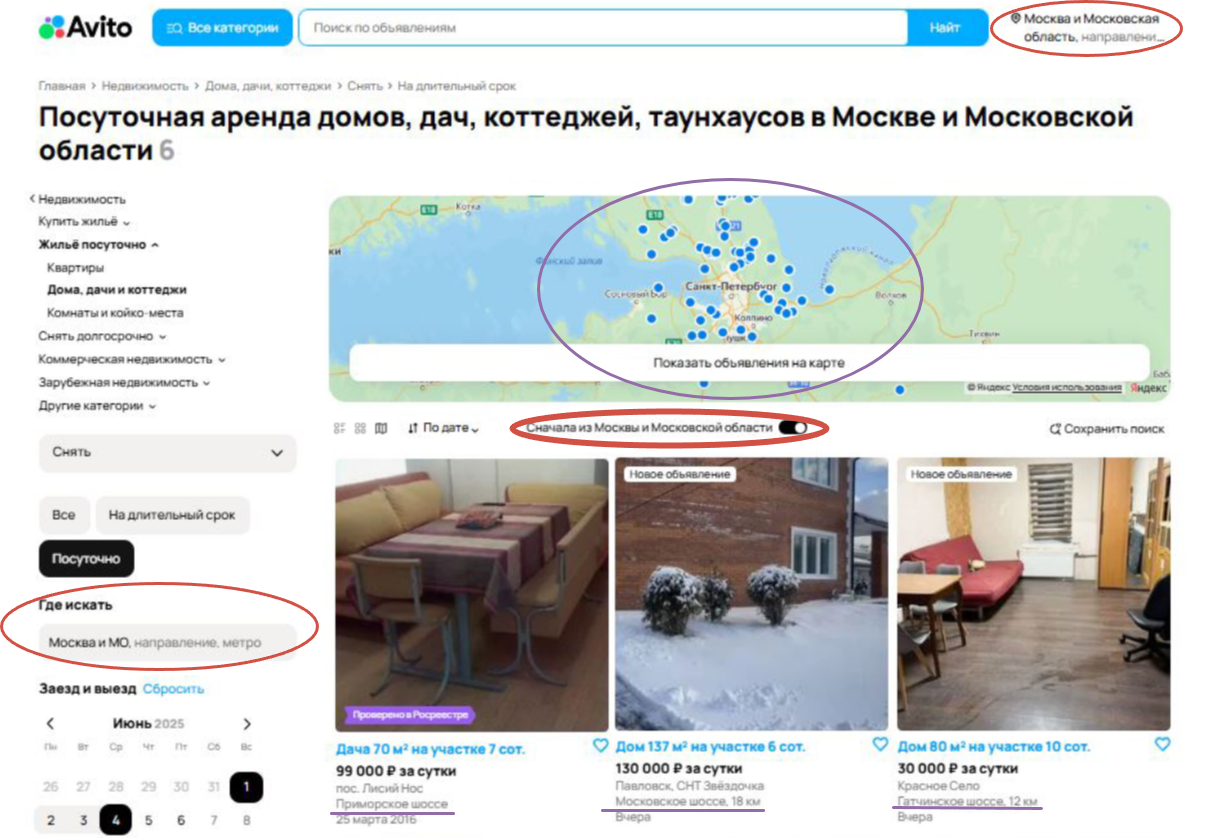 Avito
Все категории
Поиск по объявлениям
Найти
Москва и Московская
область, направлени...
Главная > Недвижимость > Дома, дачи, коттеджи > Снять > На длительный срок
Посуточная аренда домов, дач, коттеджей, таунхаусов в Москве и Московской
области 6
Недвижимость
Купить жильё
Жильё посуточно
Квартиры
Дома, дачи и коттеджи
Комнаты и койко-места
Снять долгосрочно
Коммерческая недвижимость
Зарубежная недвижимость
Другие категории
Снять
Все
На длительный срок
Посуточно
Где искать
Москва и МО, направление, метро
Заезд и выезд Сбросить
Июнь 2025
Пн Вт Ср Чт Пт Сб Вс
26 27 28 29 30 31 1
2 3 4 5 6 7 8
Е18
Котка
ки
Е18
Финский залив
Сосновый Бор
Санкт-Петербург
Колпино
Волхов
Тихвин
Показать объявления на карте
© Яндекс Условия использования Яндекс
По дате
Сначала из Москвы и Московской области
Сохранить поиск
Проверено в Росреестре
Дача 70 м² на участке 7 сот.
99 000 ₽ за сутки
пос. Лисий Нос
Приморское шоссе
25 марта 2016
Новое объявление
Дом 137 м² на участке 6 сот.
130 000 ₽ за сутки
Павловск, СНТ Звёздочка
Московское шоссе, 18 км
Вчера
Новое объявление
Дом 80 м² на участке 10 сот.
30 000 ₽ за сутки
Красное Село
Гатчинское шоссе, 12 км
Вчера